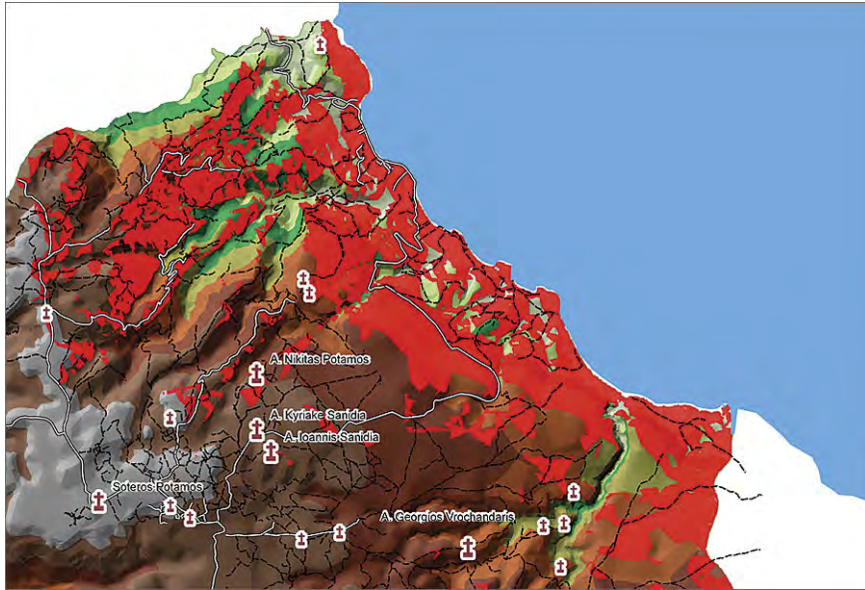 A. Nikitas Potamos
A. Kyriake Sanidia
A. Ioannis Sanidia
Soteros Potamos
A. Georgios Vrochandaris